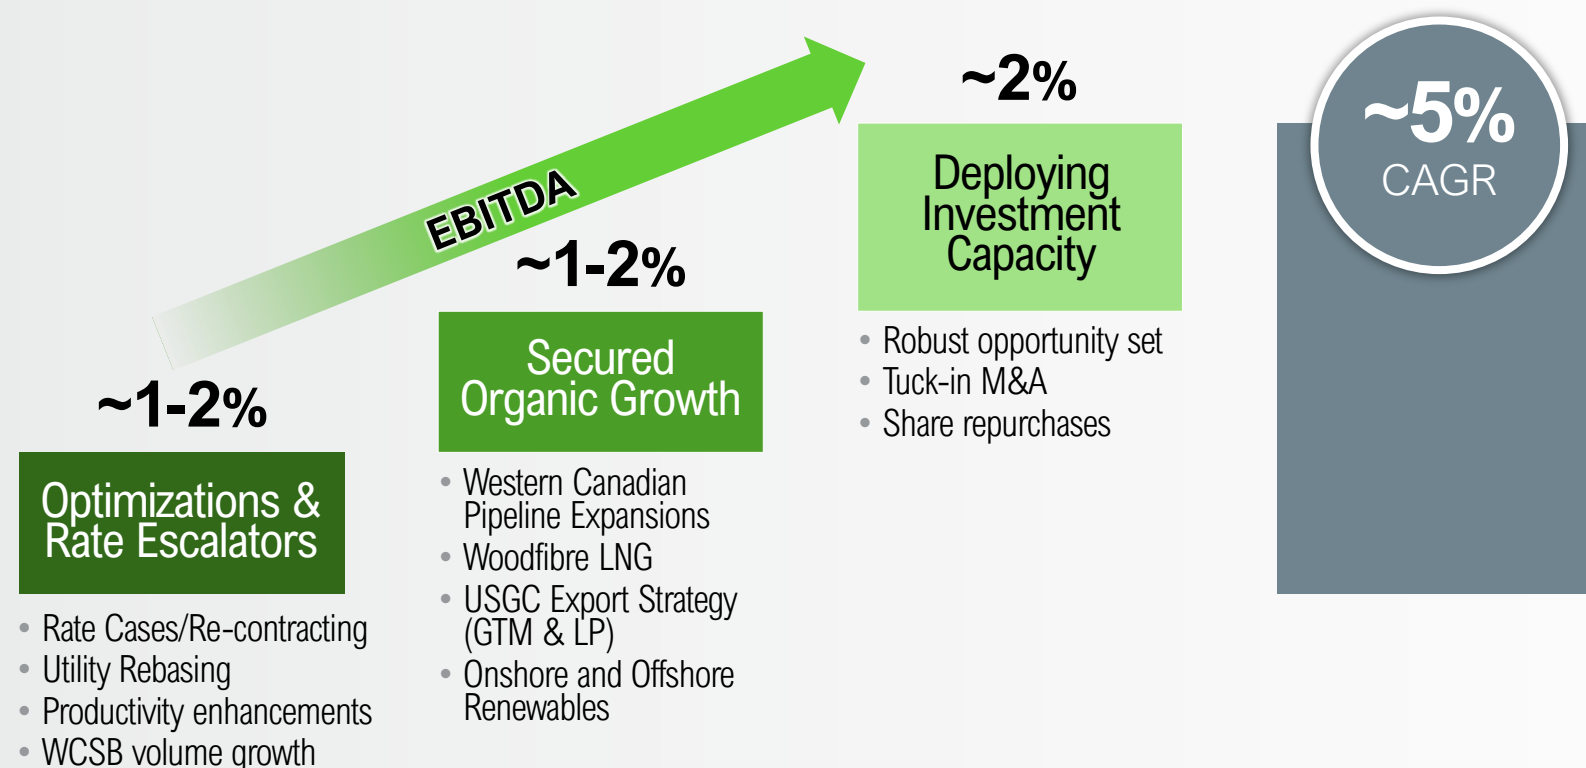 EBITDA
~1-2%
Optimizations &
Rate Escalators
• Rate Cases/Re-contracting
• Utility Rebasing
• Productivity enhancements
• WCSB volume growth
~1-2%
Secured
Organic Growth
• Western Canadian
Pipeline Expansions
• Woodfibre LNG
• USGC Export Strategy
(GTM & LP)
• Onshore and Offshore
Renewables
~2%
Deploying
Investment
Capacity
• Robust opportunity set
• Tuck-in M&A
• Share repurchases
~5%
CAGR